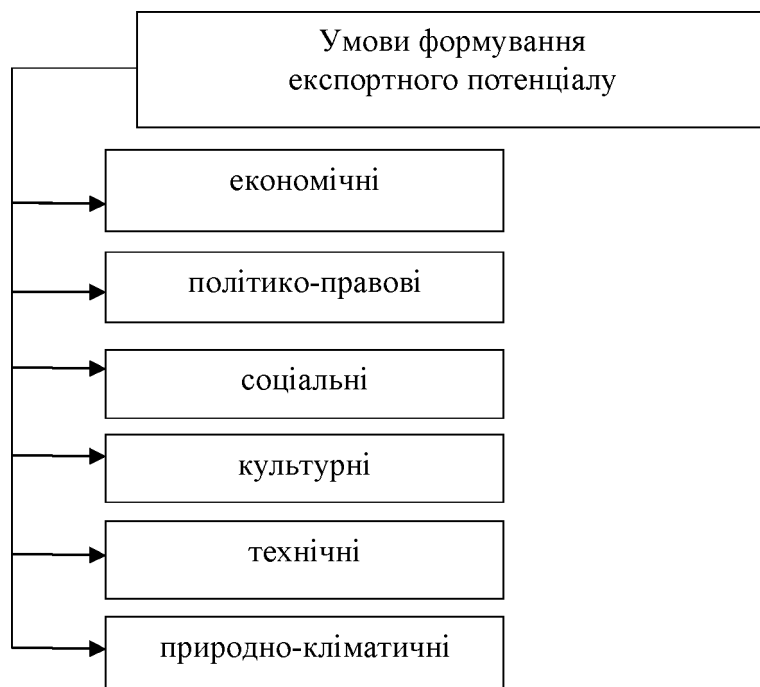 Умови формування
експортного потенціалу
економічні
політико-правові
соціальні
культурні
технічні
природно-кліматичні